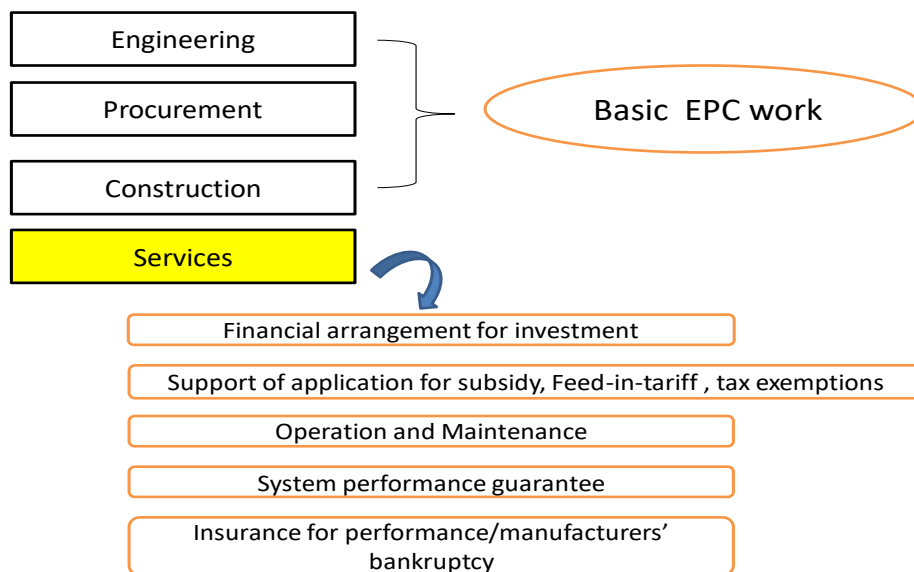 Engineering
Procurement
Construction
Basic EPC work
Services
Financial arrangement for investment
Support of application for subsidy, Feed-in-tariff , tax exemptions
Operation and Maintenance
System performance guarantee
Insurance for performance/manufacturers’
bankruptcy